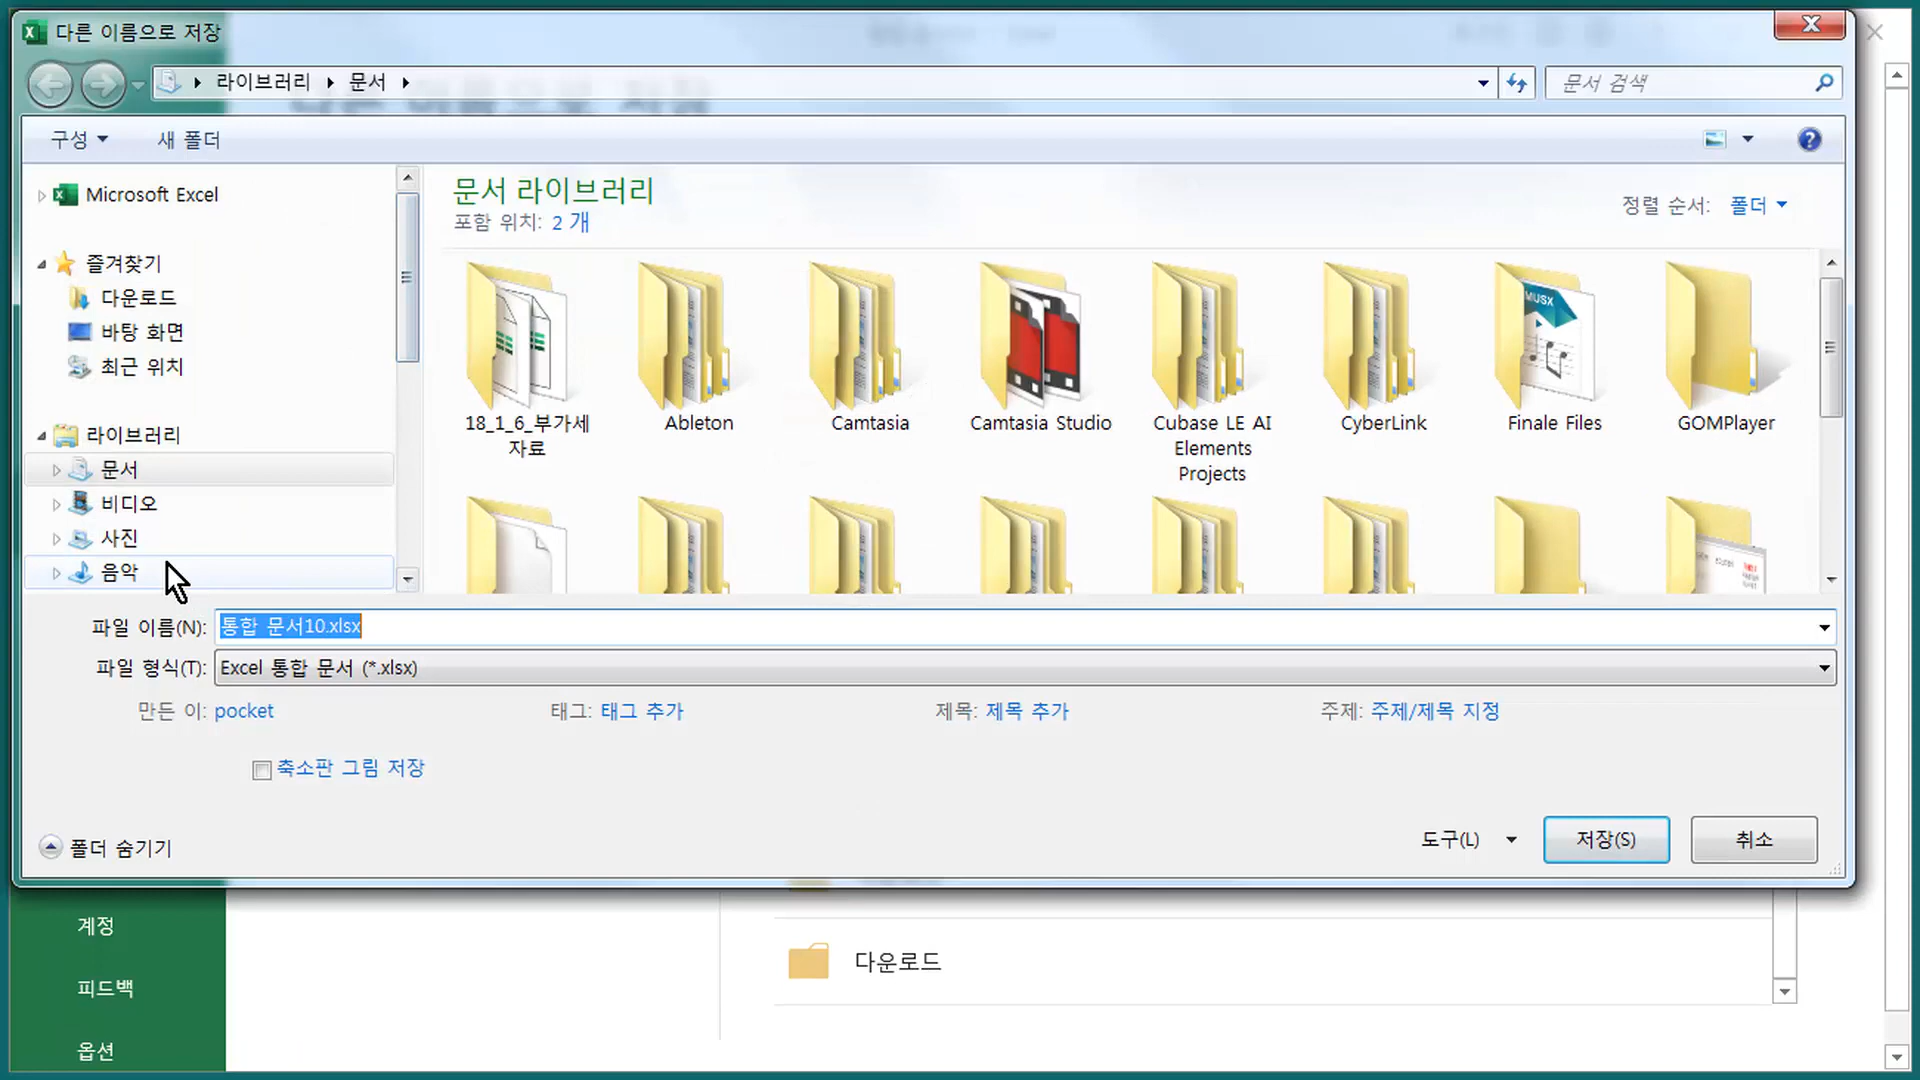 다른 이름으로 저장
라이브러리 문서
문서 검색
구성
새 폴더
Microsoft Excel
즐겨찾기
다운로드
바탕 화면
최근 위치
라이브러리
문서
비디오
사진
음악
문서 라이브러리
포함 위치: 2 개
정렬 순서: 폴더
18_1_6_부가세
자료
Ableton
Camtasia
Camtasia Studio
Cubase LE AI
Elements
Projects
CyberLink
MUSX
Finale Files
GOMPlayer
파일 이름(N): 통합 문서10.xlsx
파일 형식(T): Excel 통합 문서 (*.xlsx)
만든 이: pocket
태그: 태그 추가
제목: 제목 추가
주제: 주제/제목 지정
축소판 그림 저장
폴더 숨기기
도구(L)
저장(S)
취소
계정
피드백
옵션
다운로드